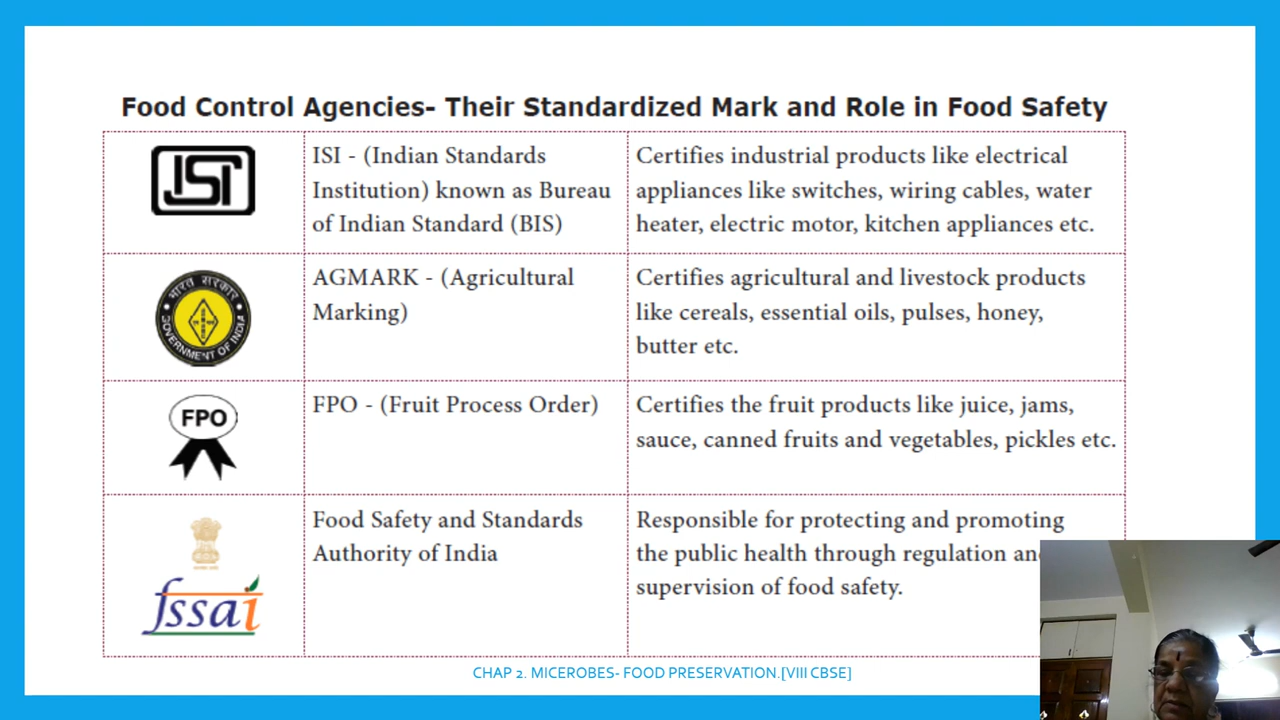 Food Control Agencies- Their Standardized Mark and Role in Food Safety
ISI
ISI - (Indian Standards
Institution) known as Bureau
of Indian Standard (BIS)
Certifies industrial products like electrical
appliances like switches, wiring cables, water
heater, electric motor, kitchen appliances etc.
भारत सरकार
GOVERNMENT OF INDIA
AGMARK - (Agricultural
Marking)
Certifies agricultural and livestock products
like cereals, essential oils, pulses, honey,
butter etc.
FPO
FPO - (Fruit Process Order)
Certifies the fruit products like juice, jams,
sauce, canned fruits and vegetables, pickles etc.
fssai
Food Safety and Standards
Authority of India
Responsible for protecting and promoting
the public health through regulation
supervision of food safety.
CHAP 2. MICEROBES- FOOD PRESERVATION.[VIII CBSE]